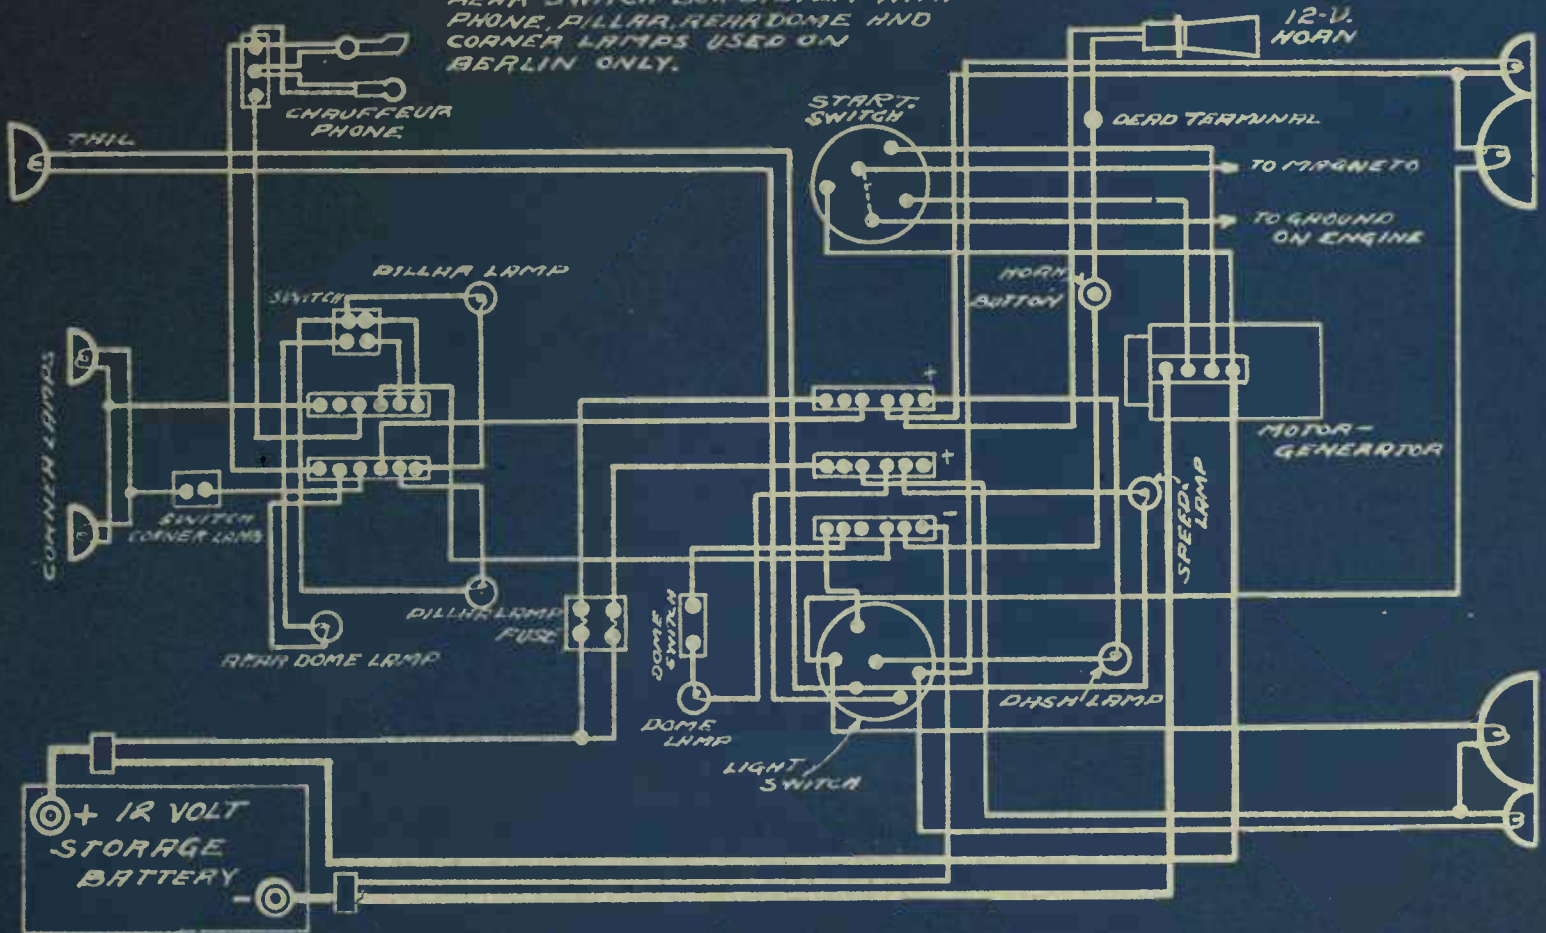 PHONE, PILLAR, REAR DOME AND
CORNER LAMPS USED ON
BERLIN ONLY.
12-V.
HORN
CHAUFFEUR
PHONE
START.
SWITCH
DEAD TERMINAL
TAIL
TO MAGNETO
TO GROUND
ON ENGINE
PILLAR LAMP
SWITCH
HORN
BUTTON
CORNER LAMPS
+
MOTOR-
GENERATOR
+
SPEED.
LAMP
SWITCH
CORNER LAMP
-
PILLAR LAMP
FUSE
DOME
SWITCH
REAR DOME LAMP
DASH LAMP
DOME
LAMP
LIGHT
SWITCH
+ 12 VOLT
STORAGE
BATTERY
-